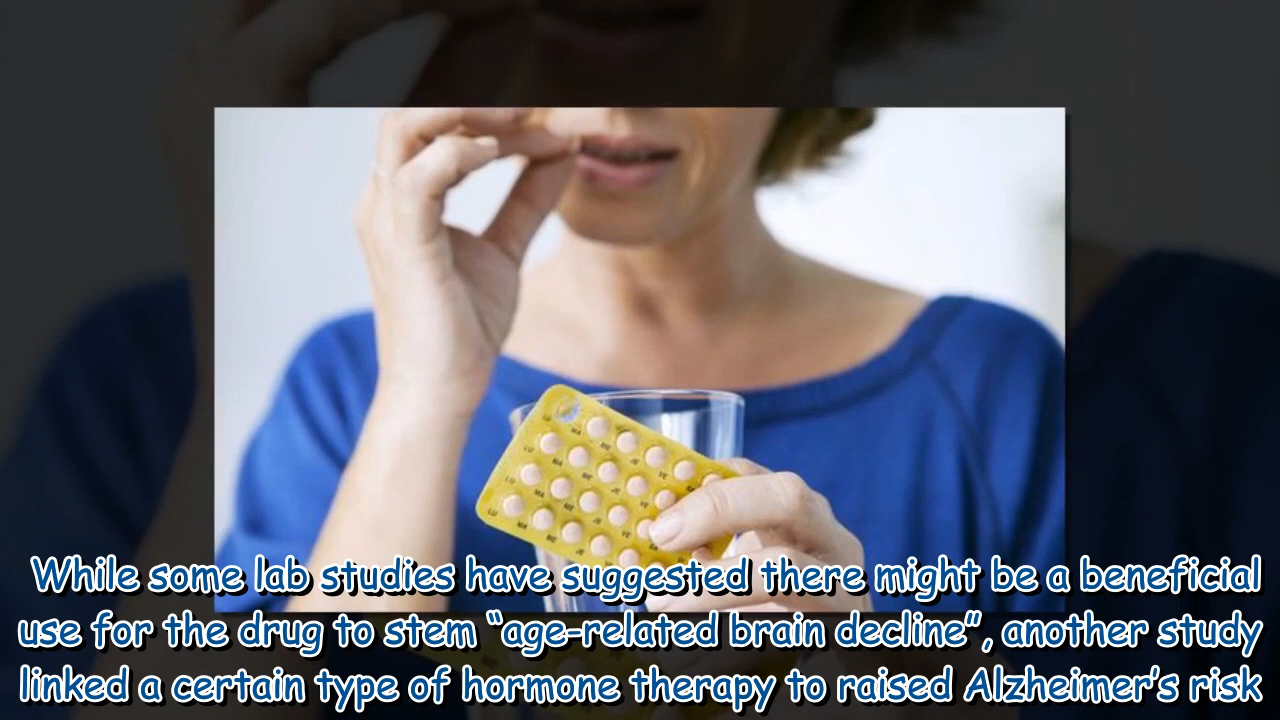 While some lab studies have suggested there might be a beneficial
use for the drug to stem “age-related brain decline”, another study
linked a certain type of hormone therapy to raised Alzheimer’s risk